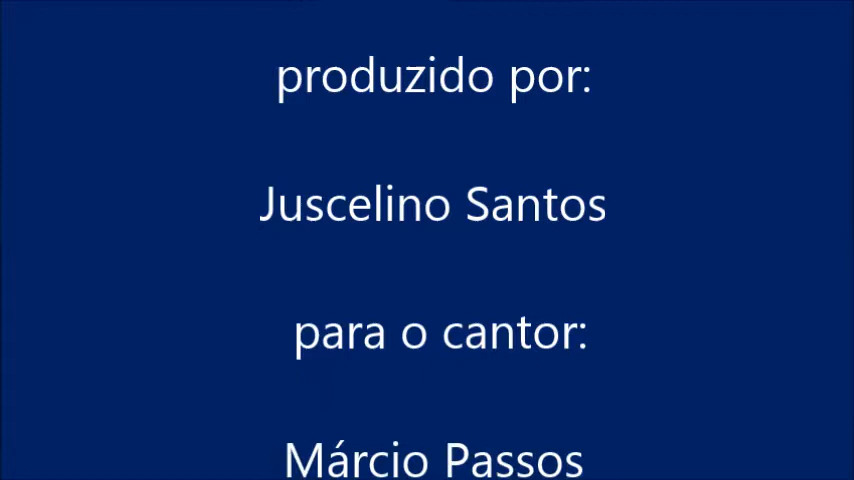 produzido por:
Juscelino Santos
para o cantor:
Márcio Passos